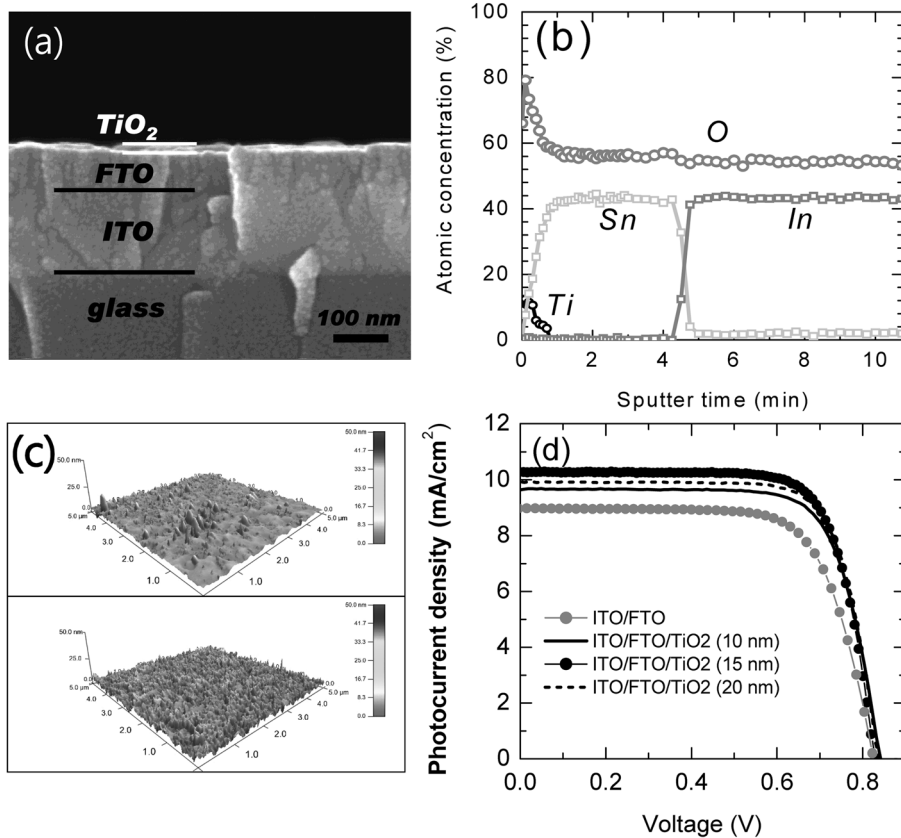 (a)
TiO2
FTO
ITO
glass
100 nm
(b)
Atomic concentration (%)
100
80
60
40
20
0
O
Sn
In
Ti
0 2 4 6 8 10
Sputter time (min)
(c)
50.0 nm
25.0
0.0
5.0 µm
4.0
3.0
2.0
1.0
1.0
2.0
3.0
4.0
5.0 µm
0.0
50.0 nm
41.7
33.3
25.0
16.7
8.3
0.0
50.0 nm
25.0
0.0
5.0 µm
4.0
3.0
2.0
1.0
1.0
2.0
3.0
4.0
5.0 µm
0.0
50.0 nm
41.7
33.3
25.0
16.7
8.3
0.0
(d)
Photocurrent density (mA/cm2)
12
10
8
6
4
2
0
ITO/FTO
ITO/FTO/TiO2 (10 nm)
ITO/FTO/TiO2 (15 nm)
ITO/FTO/TiO2 (20 nm)
0.0 0.2 0.4 0.6 0.8
Voltage (V)